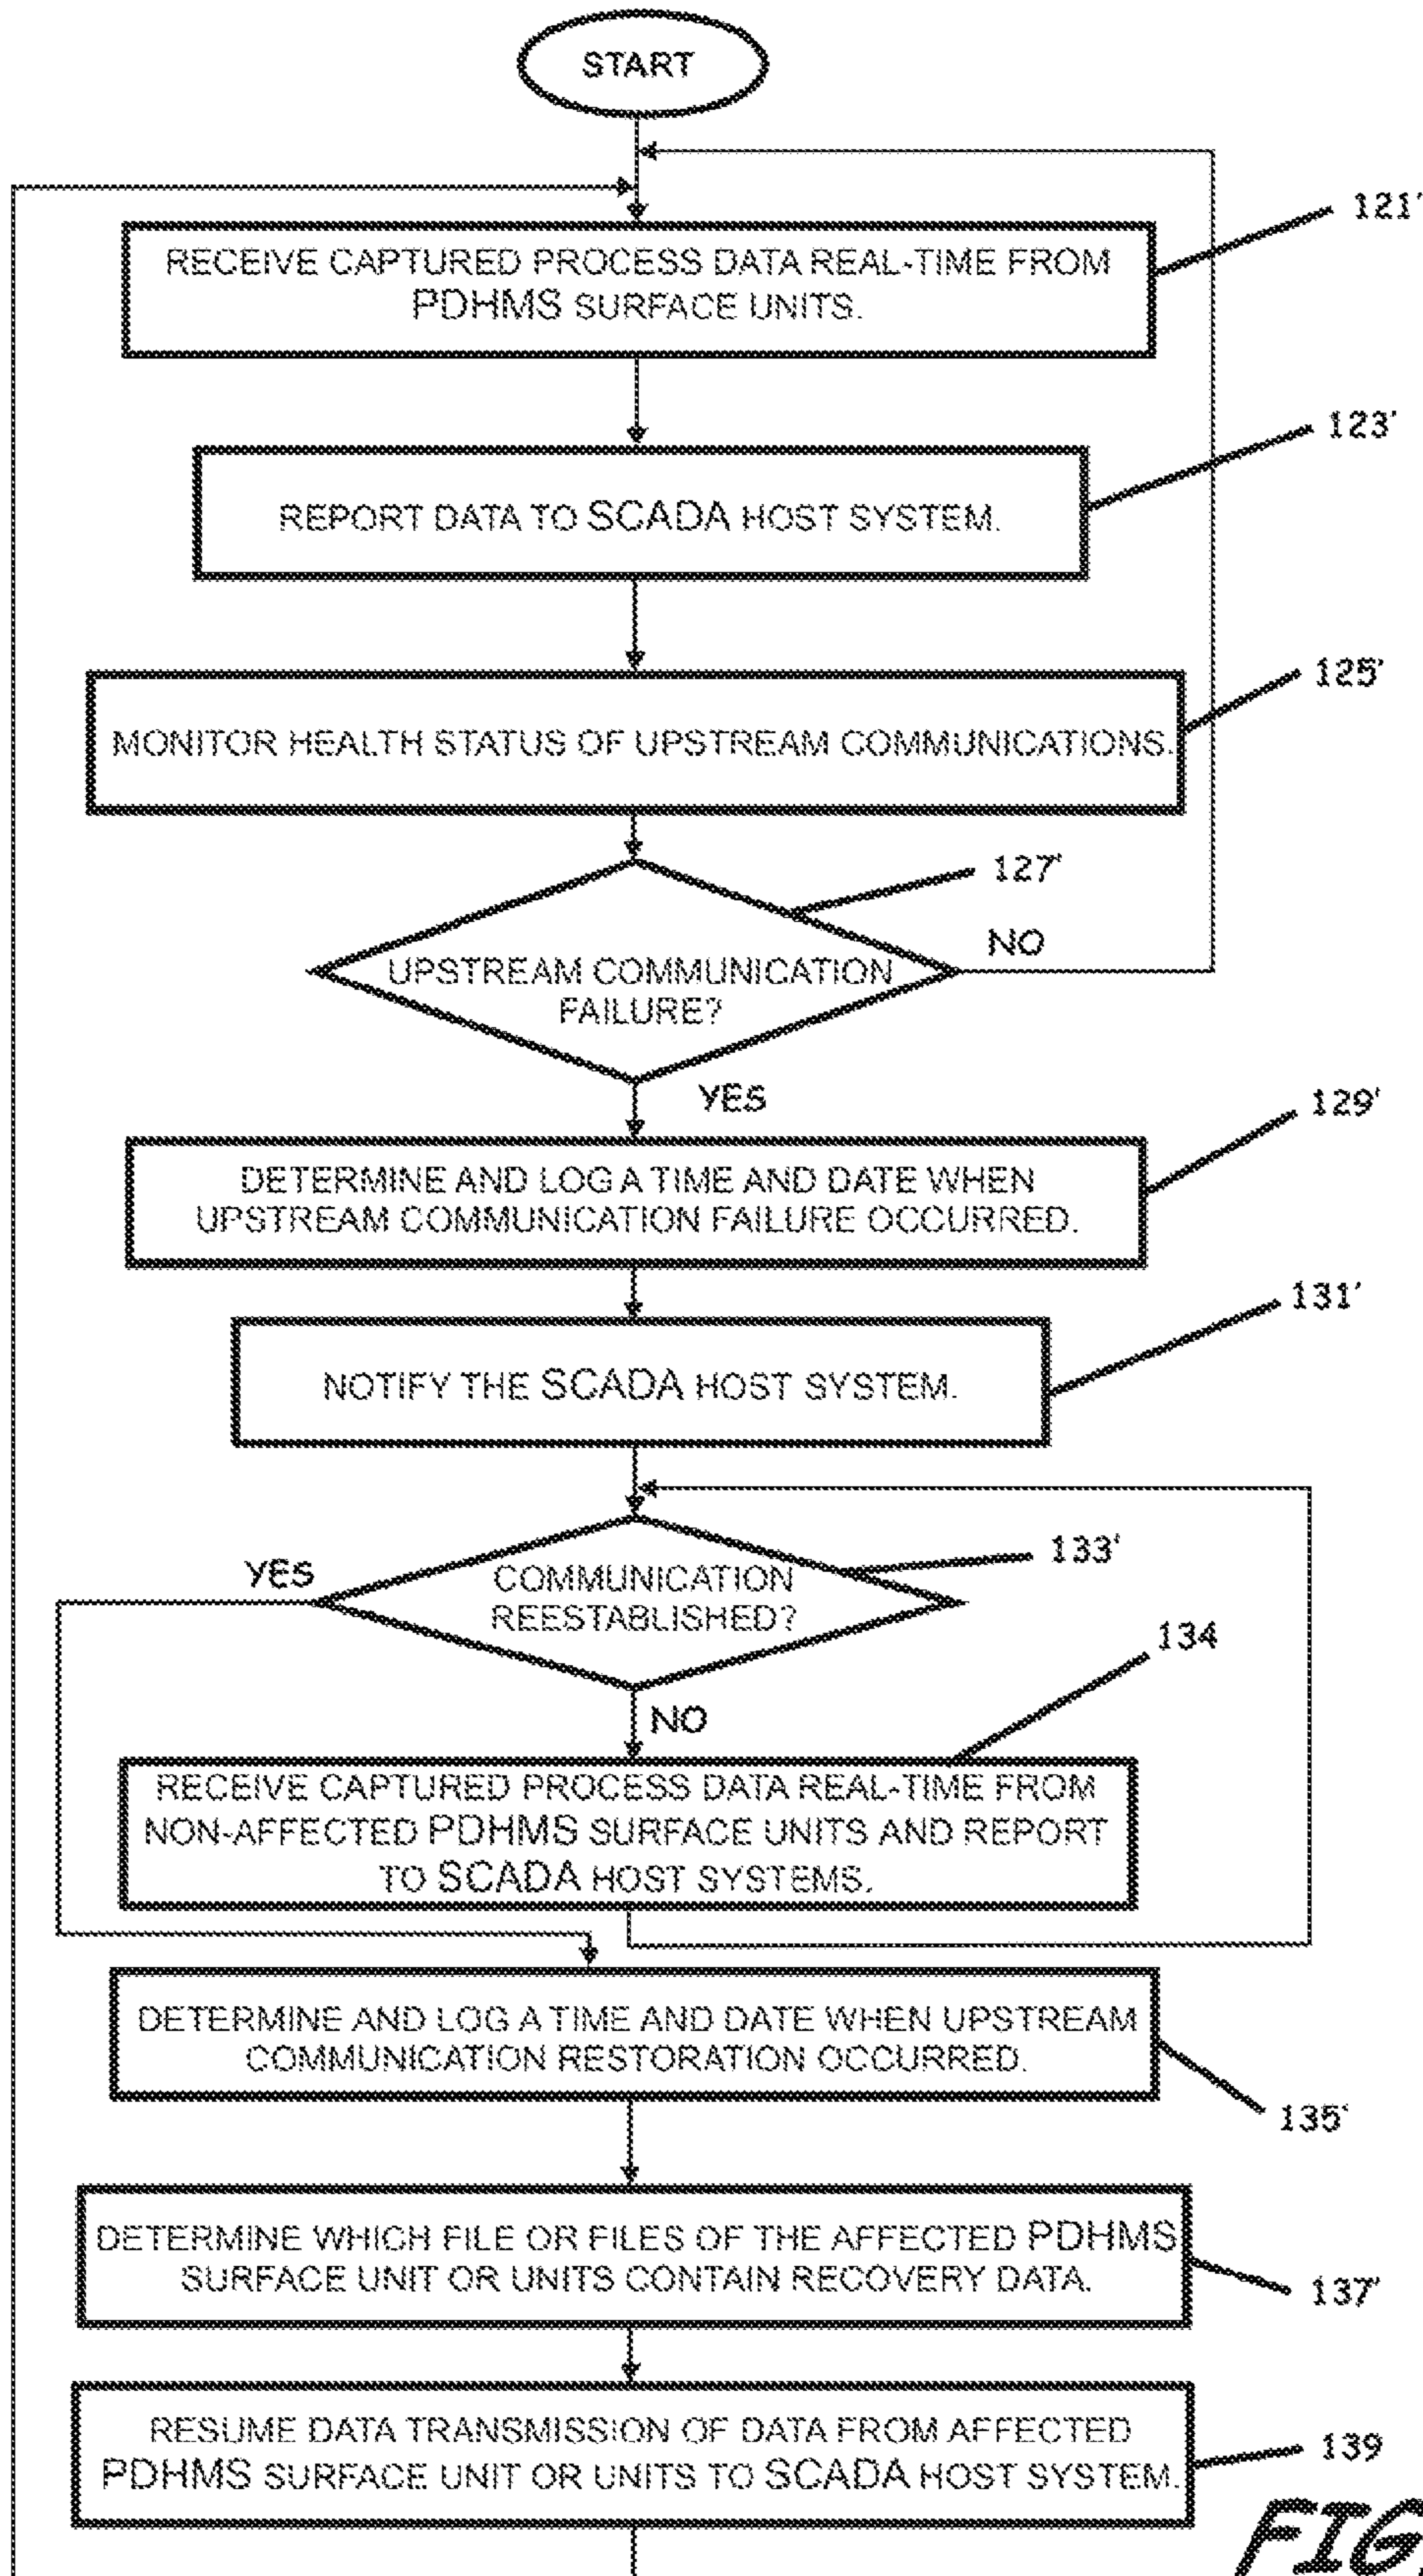 START
121'
RECEIVE CAPTURED PROCESS DATA REAL-TIME FROM
PDHMS SURFACE UNITS.
123'
REPORT DATA TO SCADA HOST SYSTEM.
125'
MONITOR HEALTH STATUS OF UPSTREAM COMMUNICATIONS.
127'
NO
UPSTREAM COMMUNICATION
FAILURE?
YES
129'
DETERMINE AND LOG A TIME AND DATE WHEN
UPSTREAM COMMUNICATION FAILURE OCCURRED.
131'
NOTIFY THE SCADA HOST SYSTEM.
133'
YES
COMMUNICATION
REESTABLISHED?
134
NO
RECEIVE CAPTURED PROCESS DATA REAL-TIME FROM
NON-AFFECTED PDHMS SURFACE UNITS AND REPORT
TO SCADA HOST SYSTEMS.
DETERMINE AND LOG A TIME AND DATE WHEN UPSTREAM
COMMUNICATION RESTORATION OCCURRED.
135'
DETERMINE WHICH FILE OR FILES OF THE AFFECTED PDHMS
SURFACE UNIT OR UNITS CONTAIN RECOVERY DATA.
137'
RESUME DATA TRANSMISSION OF DATA FROM AFFECTED
PDHMS SURFACE UNIT OR UNITS TO SCADA HOST SYSTEM.
139
FIG